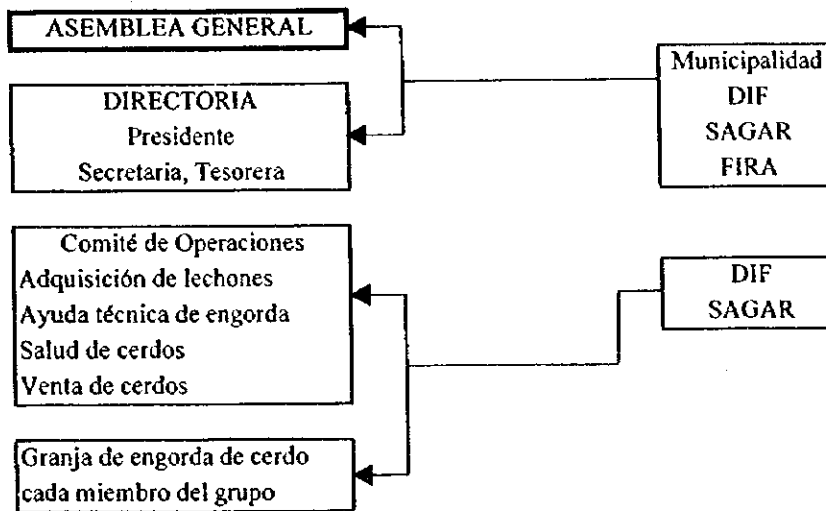 ASEMBLEA GENERAL
DIRECTORIA
Presidente
Secretaria, Tesorera
Municipalidad
DIF
SAGAR
FIRA
Comité de Operaciones
Adquisición de lechones
Ayuda técnica de engorda
Salud de cerdos
Venta de cerdos
DIF
SAGAR
Granja de engorda de cerdo
cada miembro del grupo